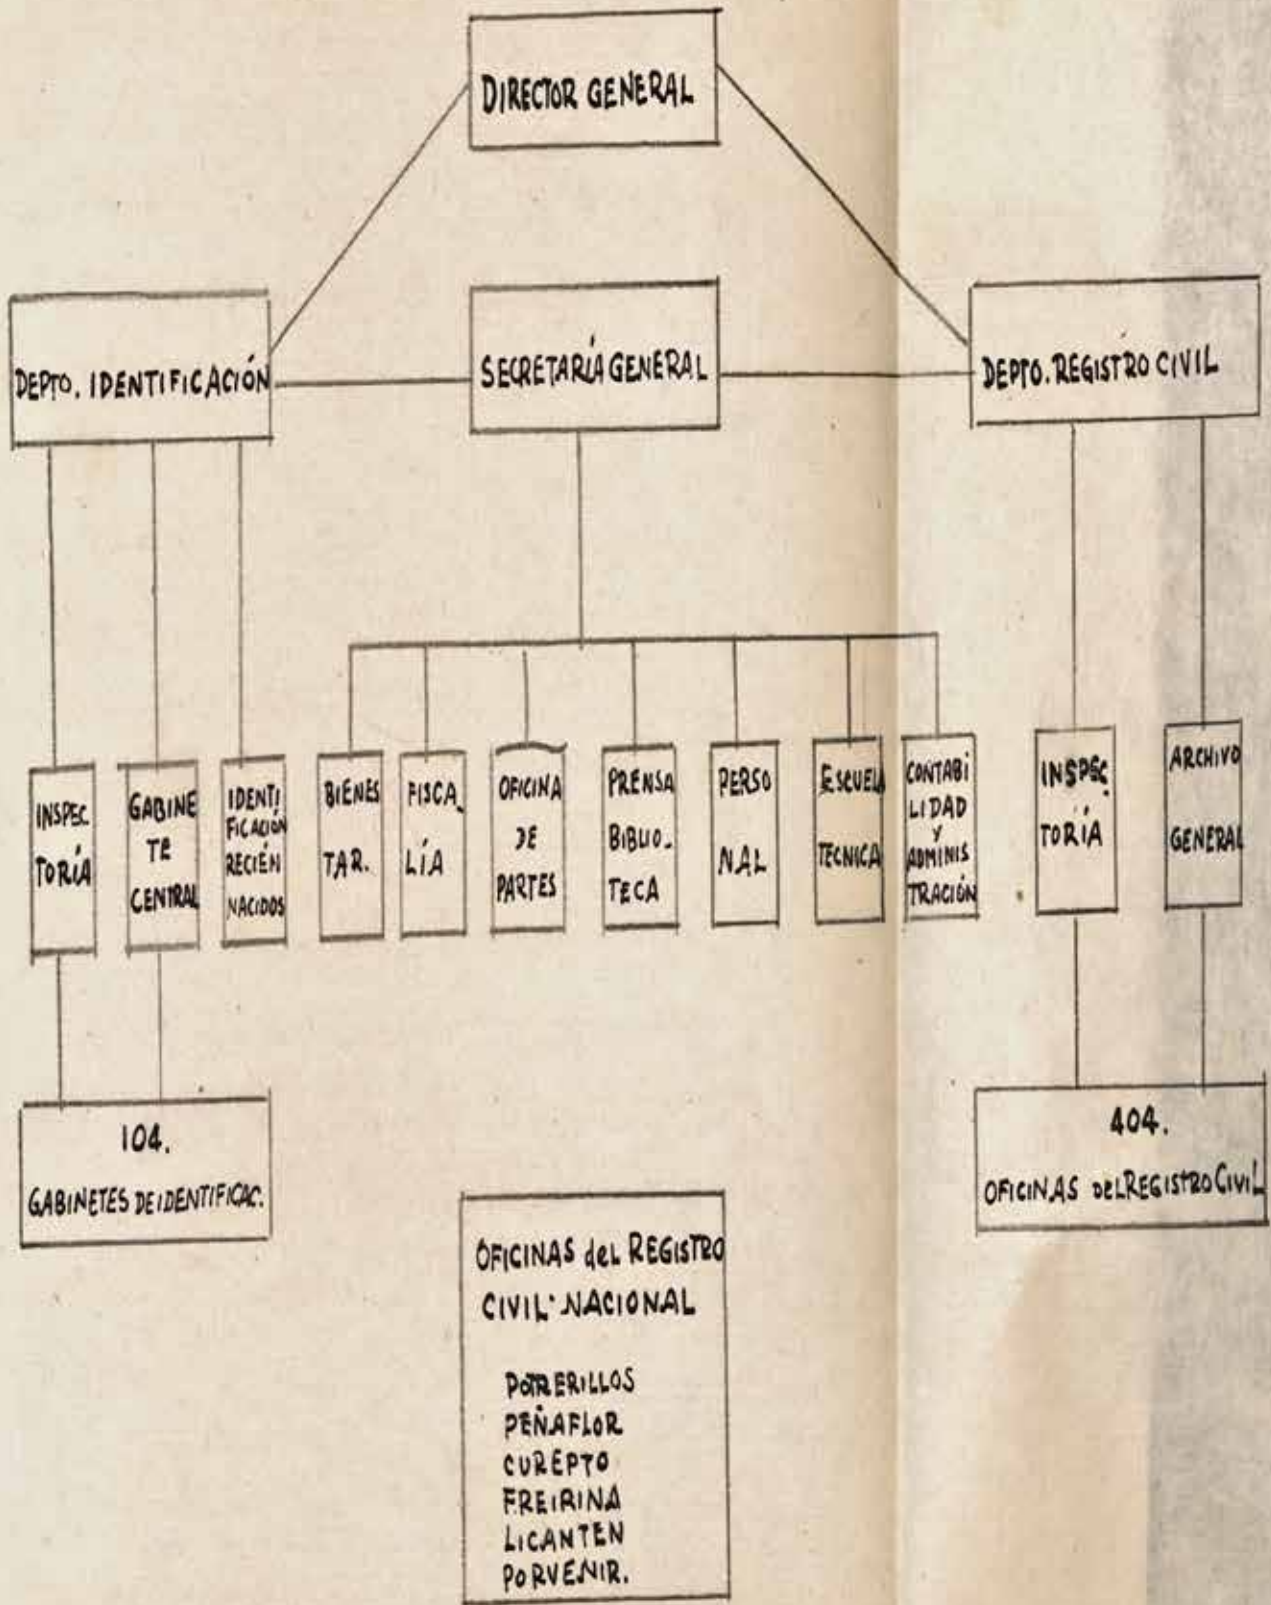 DIRECTOR GENERAL
DEPTO. IDENTIFICACIÓN
SECRETARÍA GENERAL
DEPTO. REGISTRO CIVIL
INSPEC
TORÍA
GABINE
TE
CENTRAL
IDENTI
FICACIÓN
RECIÉN
NACIDOS
BIENES
TAR.
FISCA_
LÍA
OFICINA
DE
PARTES
PRENSA
BIBLIO_
TECA
PERSO
NAL
ESCUELA
TECNICA
CONTABI
LIDAD
Y
ADMINIS
TRACIÓN
INSPEC
TORÍA
ARCHIVO
GENERAL
104.
GABINETES DE IDENTIFICAC.
404.
OFICINAS DEL REGISTRO CIVIL
OFICINAS del REGISTRO
CIVIL NACIONAL
POTRERILLOS
PEÑAFLOR
CUREPTO
FREIRINA
LICANTEN
PORVENIR.